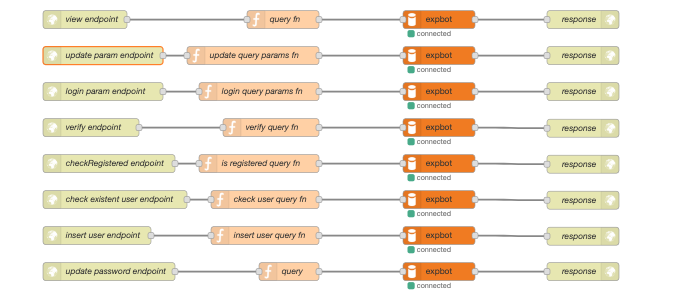 view endpoint query fn expbot response
connected
update param endpoint update query params fn expbot response
connected
login param endpoint login query params fn expbot response
connected
verify endpoint verify query fn expbot response
connected
checkRegistered endpoint is registered query fn expbot response
connected
check existent user endpoint ckeck user query fn expbot response
connected
insert user endpoint insert user query fn expbot response
connected
update password endpoint query expbot response
connected